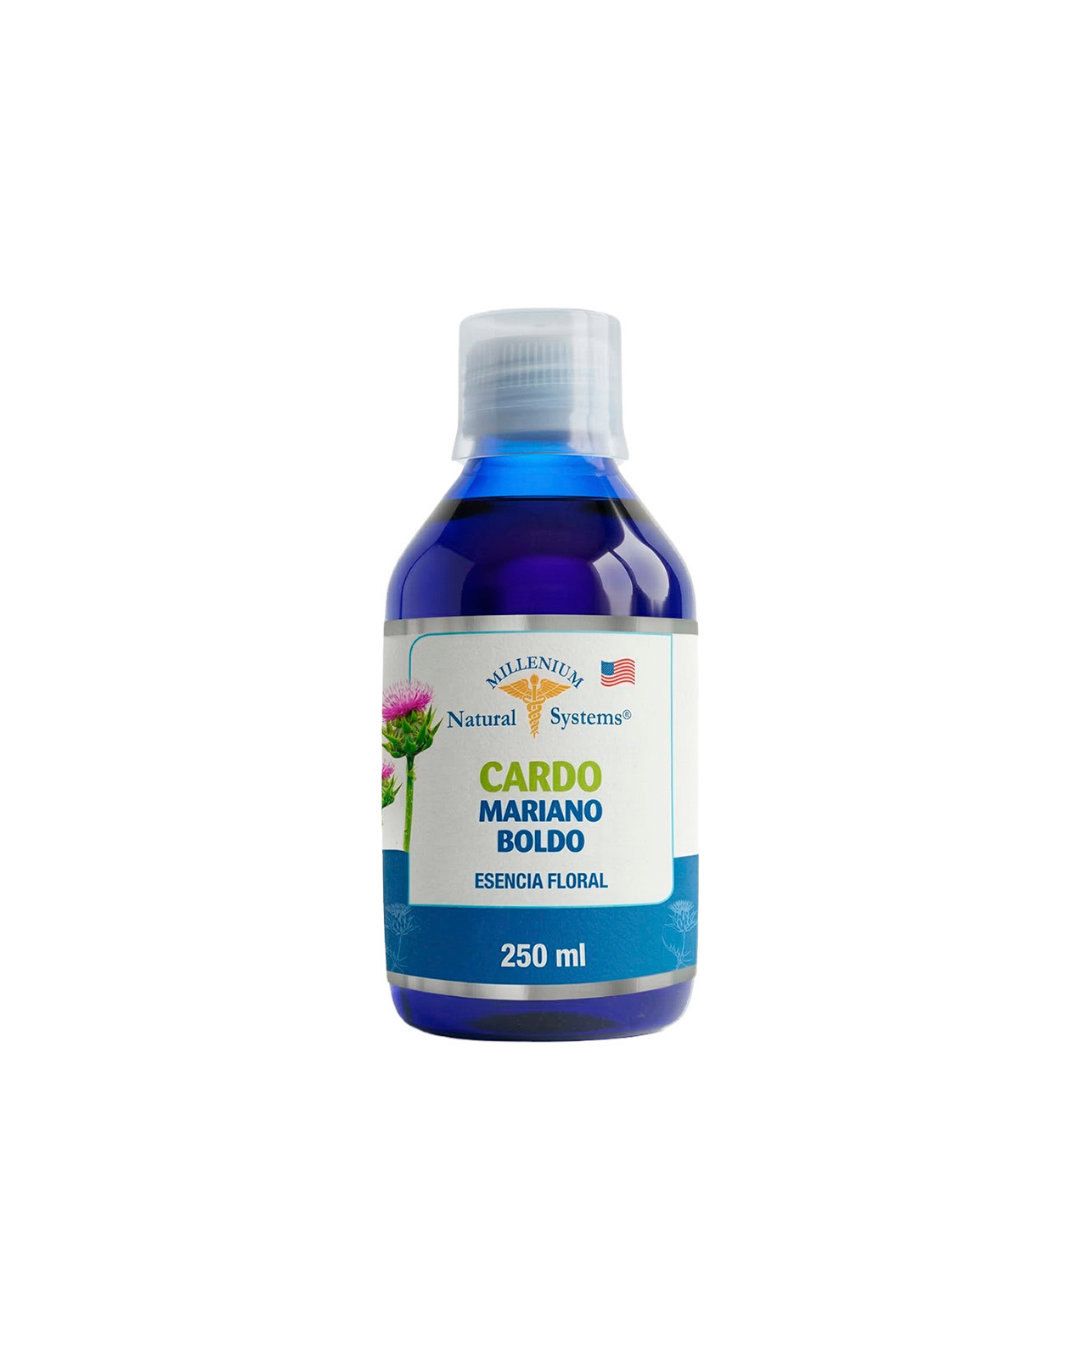 MILLENIUM
Natural Systems®
CARDO
MARIANO
BOLDO
ESENCIA FLORAL
250 ml